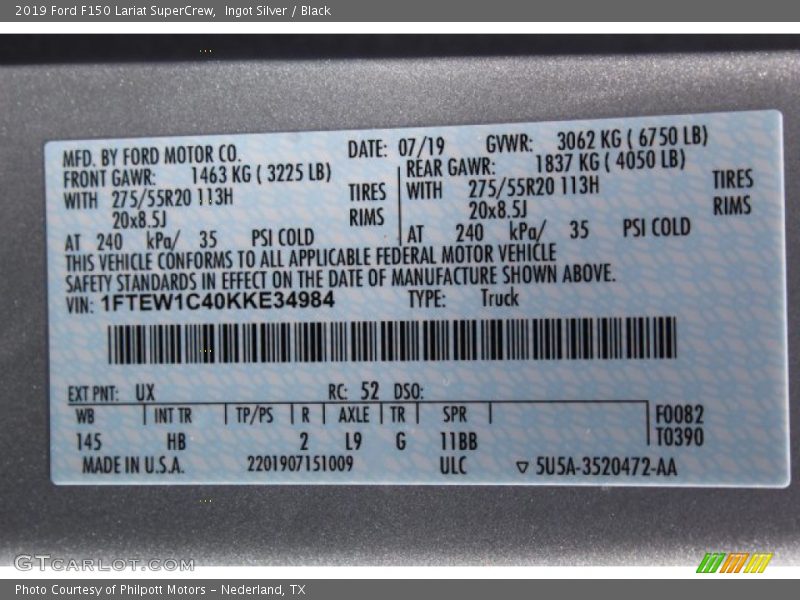 2019 Ford F150 Lariat SuperCrew,  Ingot Silver / Black
MFD. BY FORD MOTOR CO. DATE: 07/19 GVWR: 3062 KG ( 6750 LB)
FRONT GAWR: 1463 KG ( 3225 LB) REAR GAWR: 1837 KG ( 4050 LB)
WITH 275/55R20 113H TIRES WITH 275/55R20 113H TIRES
20x8.5J RIMS 20x8.5J RIMS
AT 240 kPa/ 35 PSI COLD AT 240 kPa/ 35 PSI COLD
THIS VEHICLE CONFORMS TO ALL APPLICABLE FEDERAL MOTOR VEHICLE
SAFETY STANDARDS IN EFFECT ON THE DATE OF MANUFACTURE SHOWN ABOVE.
VIN: 1FTEW1C40KKE34984 TYPE: Truck
EXT PNT: UX RC: 52 DSO:
WB INT TR TP/PS R AXLE TR SPR F0082
145 HB 2 L9 G 11BB T0390
MADE IN U.S.A. 2201907151009 ULC ▽ 5U5A-3520472-AA
GTCarLot.com
Photo Courtesy of Philpott Motors - Nederland, TX